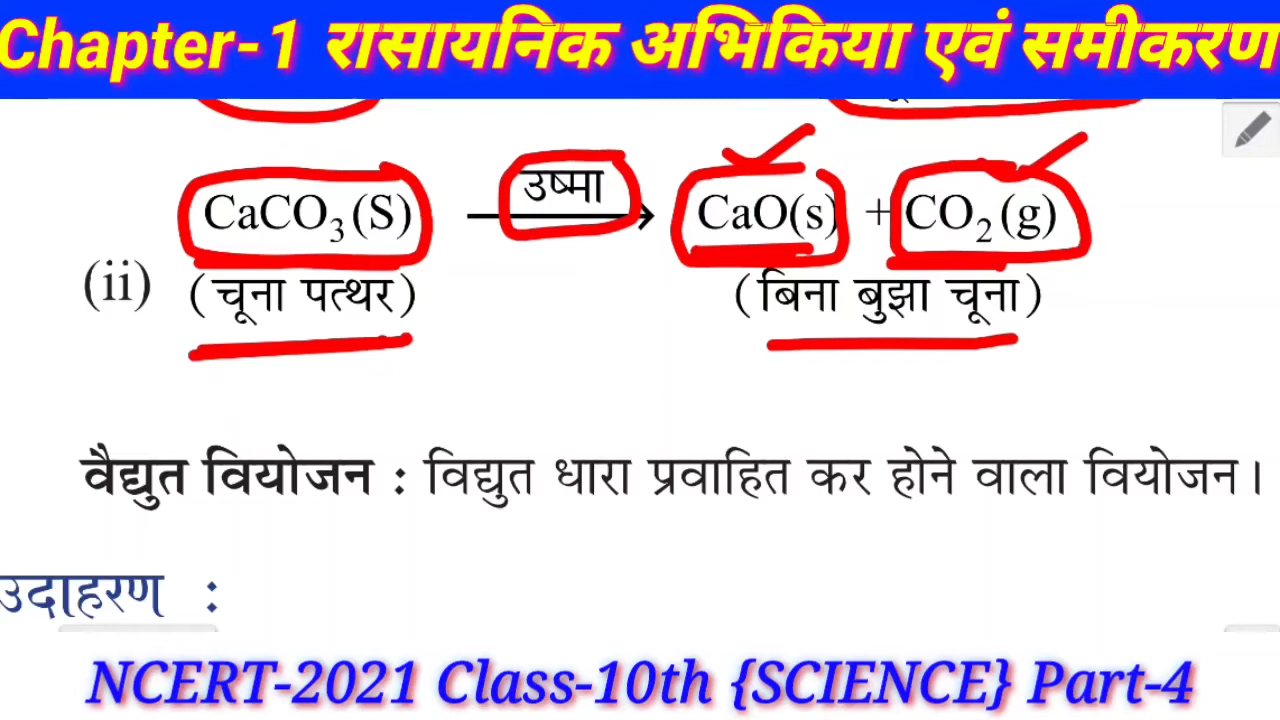 Chapter-1 रासायनिक अभिकिया एवं समीकरण
CaCO₃(S) उष्मा → CaO(s) + CO₂(g)
(ii) (चूना पत्थर) (बिना बुझा चूना)
वैद्युत वियोजन : विद्युत धारा प्रवाहित कर होने वाला वियोजन।
उदाहरण :
NCERT-2021 Class-10th {SCIENCE} Part-4